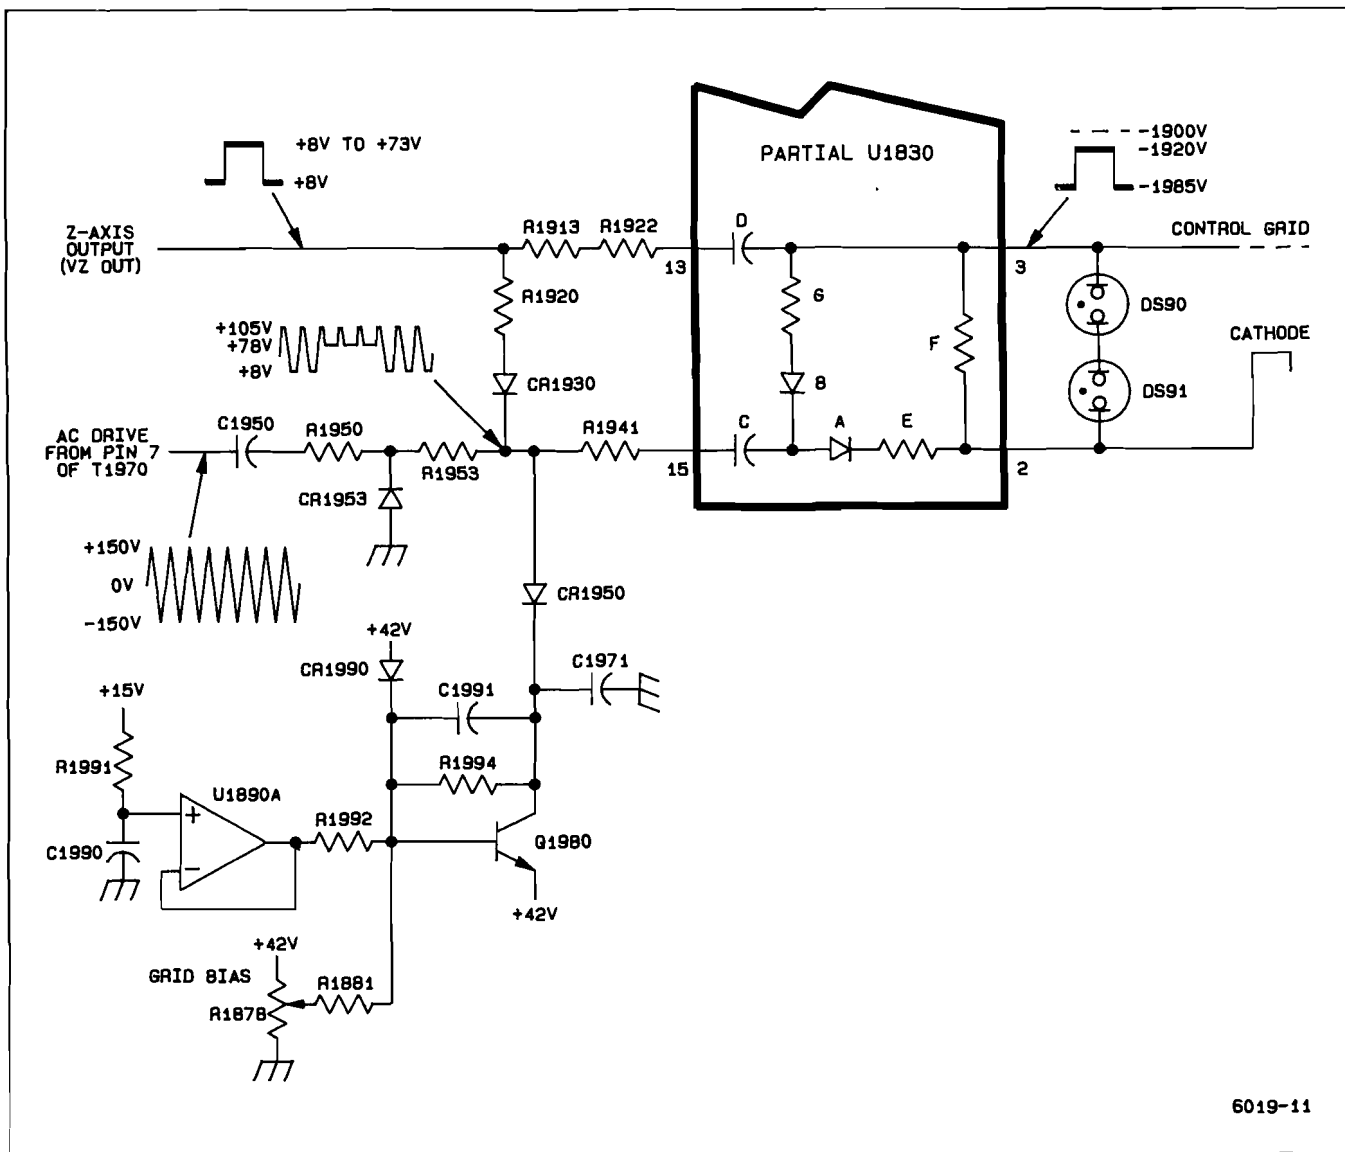 +8V TO +73V
+8V
PARTIAL U1830
-1900V
-1920V
-1985V
Z-AXIS
OUTPUT
(VZ OUT)
R1913
R1922
13
D
3
CONTROL GRID
R1920
G
F
DS90
CATHODE
+105V
+78V
+8V
CR1930
B
DS91
AC DRIVE
FROM PIN 7
OF T1970
C1950
R1950
R1953
R1941
15
C
A
E
2
CR1953
+150V
0V
-150V
CR1950
+42V
CR1990
C1971
+15V
C1991
R1991
R1994
U1890A
+
-
R1992
Q1980
C1990
+42V
+42V
GRID BIAS
R1881
R1878
6019-11